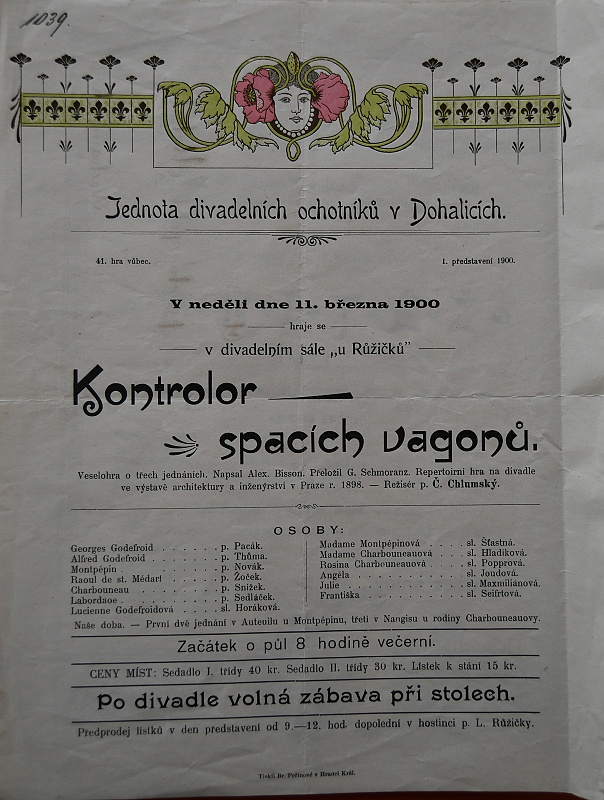 1039.
Jednota divadelních ochotníků v Dohalicích.
41. hra vůbec. 1. představení 1900.
V neděli dne 11. března 1900
hraje se
v divadelním sále „u Růžičků”
Kontrolor
spacích vagonů.
Veselohra o třech jednáních. Napsal Alex. Bisson. Přeložil G. Schmoranz. Repertoirní hra na divadle
ve výstavě architektury a inženýrství v Praze r. 1898. — Režisér p. Č. Chlumský.
OSOBY:
Georges Godefroid . . . . . . p. Pacák.
Alfred Godefroid . . . . . . . p. Thůma.
Montpépin . . . . . . . . . . p. Novák.
Raoul de st. Médarl . . . . . . p. Žoček.
Charbouneau . . . . . . . . . p. Snížek.
Labordaoe . . . . . . . . . . p. Sedláček.
Lucienne Godefroidová . . . . sl. Horáková.
Madame Montpépinová . . . . sl. Šťastná.
Madame Charbouneauová . . . sl. Hladíková.
Rosina Charbouneauová . . . . sl. Popprová.
Angéla . . . . . . . . . . . sl. Joudová.
Julie . . . . . . . . . . . . sl. Maxmiliánová.
Františka . . . . . . . . . . sl. Seifrtová.
Naše doba. — První dvě jednání v Auteuilu u Montpépinu, třetí v Nangisu u rodiny Charbouneauovy.
Začátek o půl 8 hodině večerní.
CENY MÍST: Sedadlo I. třídy 40 kr. Sedadlo II. třídy 30 kr. Lístek k stání 15 kr.
Po divadle volná zábava při stolech.
Předprodej lístků v den představení od 9.—12. hod. dopolední v hostinci p. L. Růžičky.
Tiskli Br. Peřinové v Hradci Král.